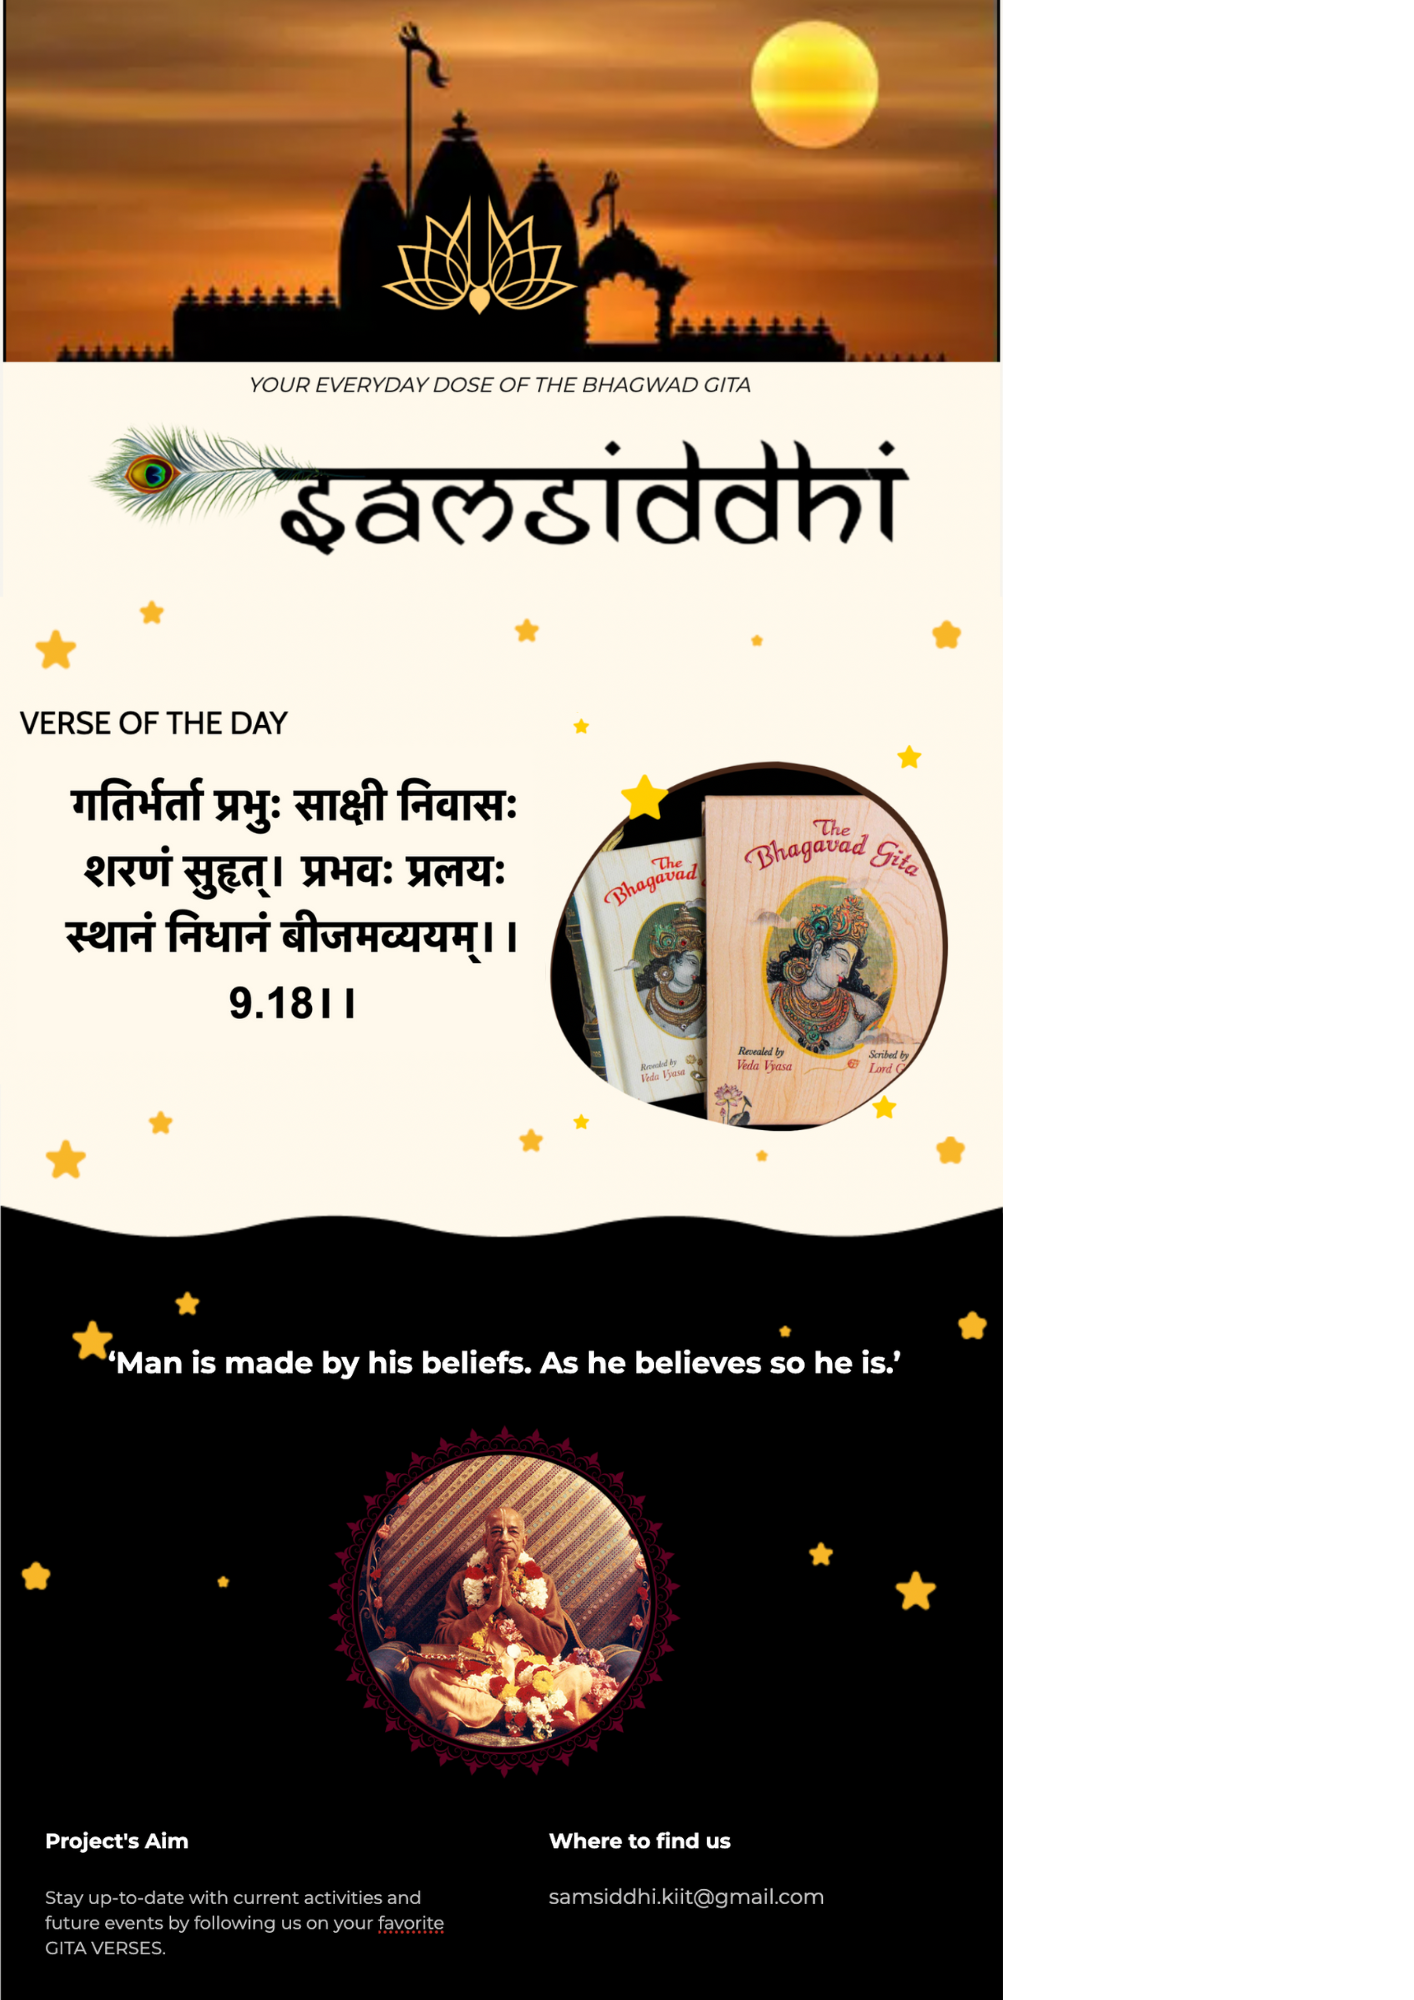 YOUR EVERYDAY DOSE OF THE BHAGWAD GITA
samsiddhi
VERSE OF THE DAY
गतिर्भर्ता प्रभुः साक्षी निवासः
शरणं सुहृत्। प्रभवः प्रलयः
स्थानं निधानं बीजमव्ययम्।।
9.18।।
The
Bhagavad
Revealed by
Veda Vyasa
The
Bhagavad Gita
Revealed by
Veda Vyasa
Scribed by
Lord G
‘Man is made by his beliefs. As he believes so he is.’
Project's Aim
Stay up-to-date with current activities and
future events by following us on your favorite
GITA VERSES.
Where to find us
samsiddhi.kiit@gmail.com